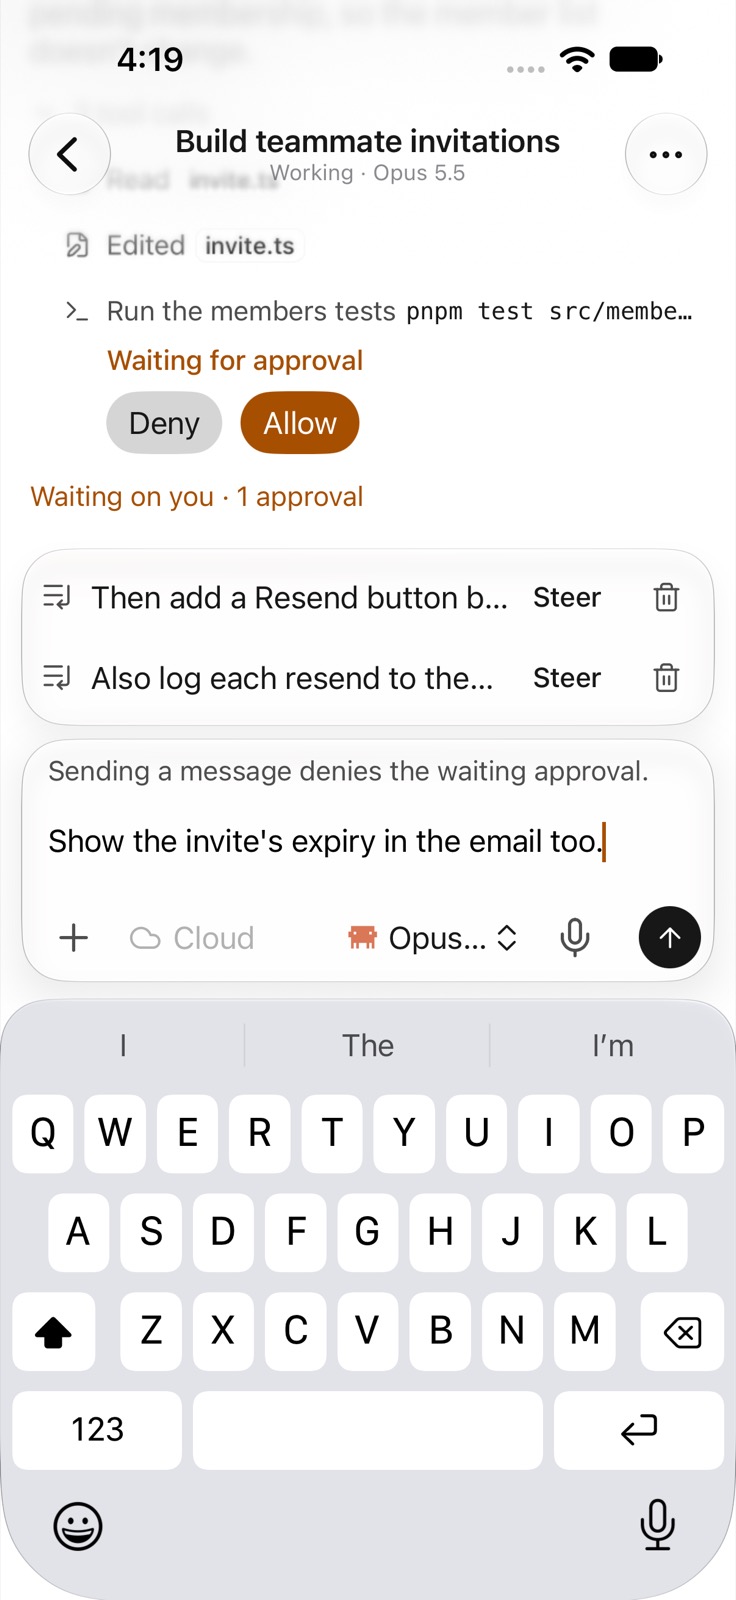 4:19
Build teammate invitations
Working · Opus 5.5
Read invite.ts
Edited invite.ts
Run the members tests pnpm test src/membe…
Waiting for approval
Deny Allow
Waiting on you · 1 approval
Then add a Resend button b... Steer
Also log each resend to the... Steer
Sending a message denies the waiting approval.
Show the invite's expiry in the email too.
Cloud Opus...
I The I’m
Q W E R T Y U I O P
A S D F G H J K L
Z X C V B N M
123